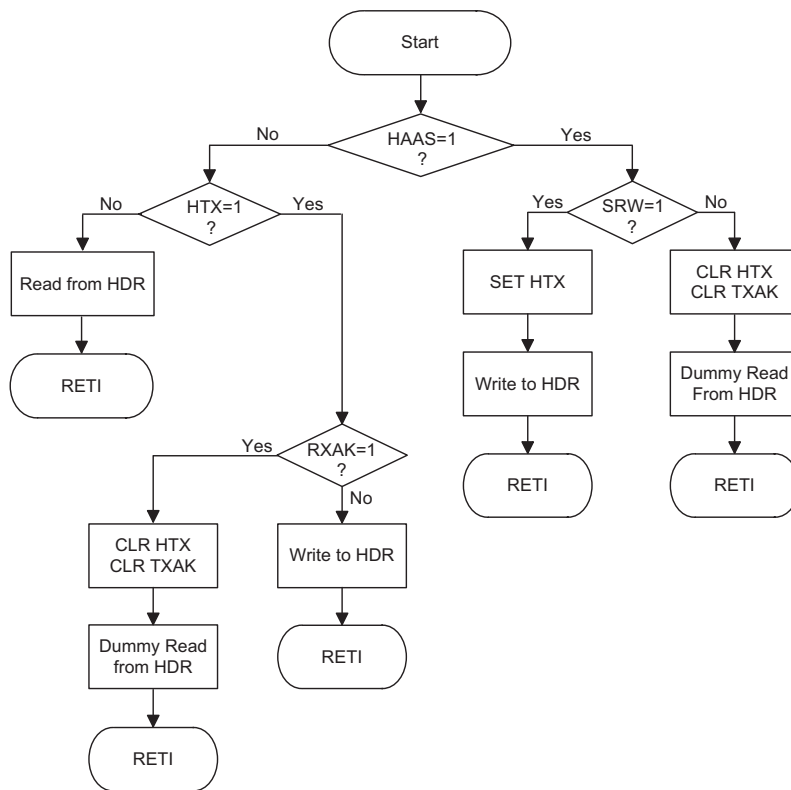 Start
No
HAAS=1
?
Yes
No
HTX=1
?
Yes
Yes
SRW=1
?
No
Read from HDR
SET HTX
CLR HTX
CLR TXAK
RETI
Write to HDR
Dummy Read
From HDR
Yes
RXAK=1
?
No
RETI
RETI
CLR HTX
CLR TXAK
Write to HDR
Dummy Read
from HDR
RETI
RETI